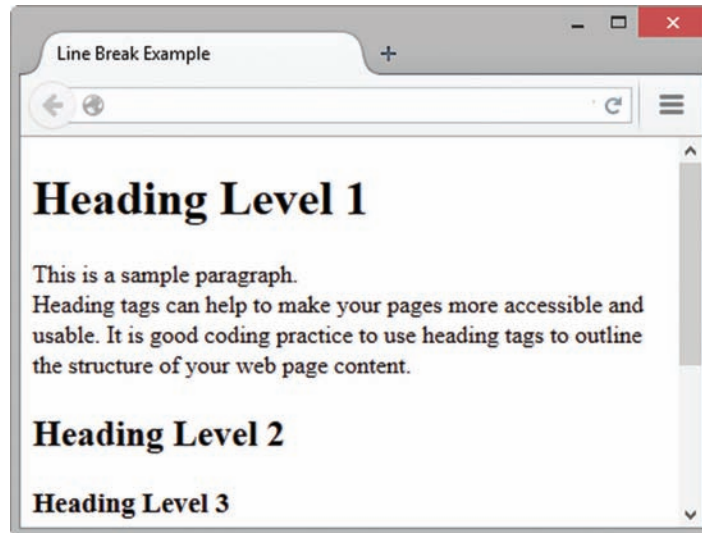 Line Break Example
Heading Level 1
This is a sample paragraph.
Heading tags can help to make your pages more accessible and
usable. It is good coding practice to use heading tags to outline
the structure of your web page content.
Heading Level 2
Heading Level 3